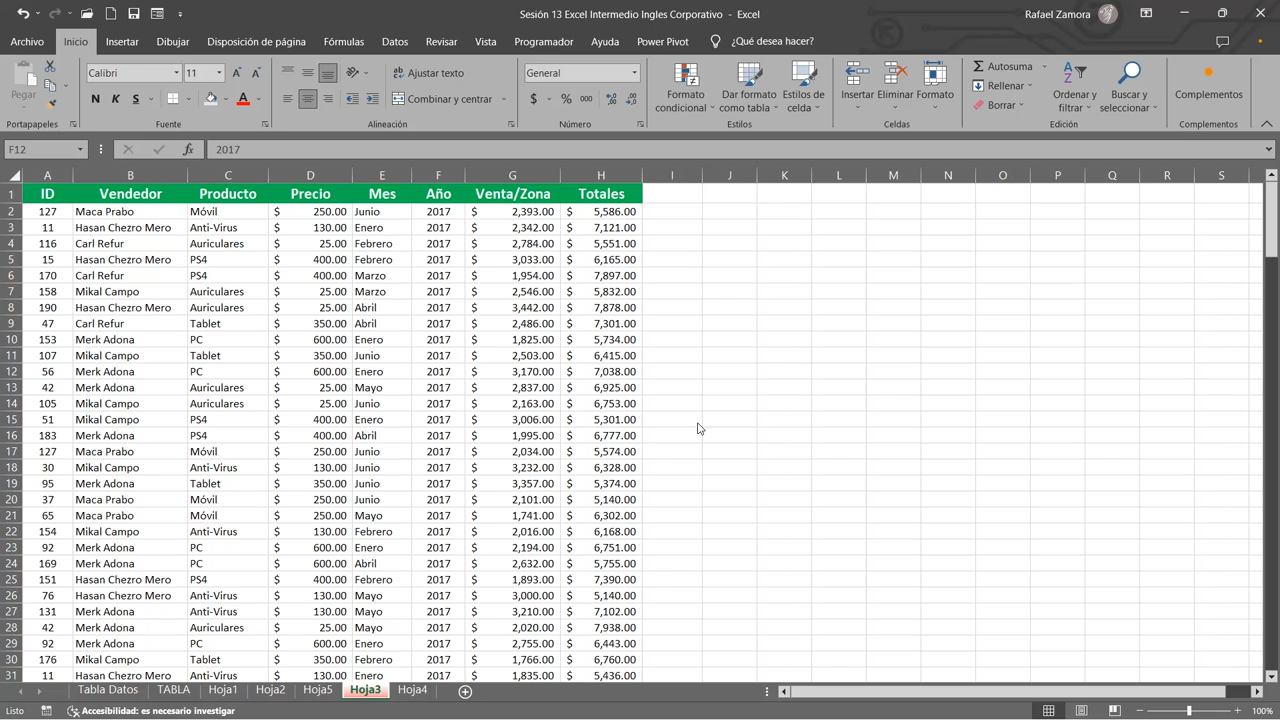 Sesión 13 Excel Intermedio Ingles Corporativo - Excel
Rafael Zamora
Archivo Inicio Insertar Dibujar Disposición de página Fórmulas Datos Revisar Vista Programador Ayuda Power Pivot ¿Qué desea hacer?
Pegar
Portapapeles
Calibri 11
N K S
Fuente
Ajustar texto
Combinar y centrar
Alineación
General
$ % 000
Número
Formato condicional
Dar formato como tabla
Estilos de celda
Estilos
Insertar Eliminar Formato
Celdas
Autosuma
Rellenar
Borrar
Ordenar y filtrar
Buscar y seleccionar
Edición
Complementos
Complementos
F12 fx 2017
A B C D E F G H I J K L M N O P Q R S
1 ID Vendedor Producto Precio Mes Año Venta/Zona Totales
2 127 Maca Prabo Móvil $ 250.00 Junio 2017 $ 2,393.00 $ 5,586.00
3 11 Hasan Chezro Mero Anti-Virus $ 130.00 Enero 2017 $ 2,342.00 $ 7,121.00
4 116 Carl Refur Auriculares $ 25.00 Febrero 2017 $ 2,784.00 $ 5,551.00
5 15 Hasan Chezro Mero PS4 $ 400.00 Febrero 2017 $ 3,033.00 $ 6,165.00
6 170 Carl Refur PS4 $ 400.00 Marzo 2017 $ 1,954.00 $ 7,897.00
7 158 Mikal Campo Auriculares $ 25.00 Marzo 2017 $ 2,546.00 $ 5,832.00
8 190 Hasan Chezro Mero Auriculares $ 25.00 Abril 2017 $ 3,442.00 $ 7,878.00
9 47 Carl Refur Tablet $ 350.00 Abril 2017 $ 2,486.00 $ 7,301.00
10 153 Merk Adona PC $ 600.00 Enero 2017 $ 1,825.00 $ 5,734.00
11 107 Mikal Campo Tablet $ 350.00 Junio 2017 $ 2,503.00 $ 6,415.00
12 56 Merk Adona PC $ 600.00 Enero 2017 $ 3,170.00 $ 7,038.00
13 42 Merk Adona Auriculares $ 25.00 Mayo 2017 $ 2,837.00 $ 6,925.00
14 105 Mikal Campo Auriculares $ 25.00 Junio 2017 $ 2,163.00 $ 6,753.00
15 51 Mikal Campo PS4 $ 400.00 Enero 2017 $ 3,006.00 $ 5,301.00
16 183 Merk Adona PS4 $ 400.00 Abril 2017 $ 1,995.00 $ 6,777.00
17 127 Maca Prabo Móvil $ 250.00 Junio 2017 $ 2,034.00 $ 5,574.00
18 30 Mikal Campo Anti-Virus $ 130.00 Junio 2017 $ 3,232.00 $ 6,328.00
19 95 Merk Adona Tablet $ 350.00 Junio 2017 $ 3,357.00 $ 5,374.00
20 37 Maca Prabo Móvil $ 250.00 Junio 2017 $ 2,101.00 $ 5,140.00
21 65 Maca Prabo Móvil $ 250.00 Mayo 2017 $ 1,741.00 $ 6,302.00
22 154 Mikal Campo Anti-Virus $ 130.00 Febrero 2017 $ 2,016.00 $ 6,168.00
23 92 Merk Adona PC $ 600.00 Enero 2017 $ 2,194.00 $ 6,751.00
24 169 Merk Adona PC $ 600.00 Abril 2017 $ 2,632.00 $ 5,755.00
25 151 Hasan Chezro Mero PS4 $ 400.00 Febrero 2017 $ 1,893.00 $ 7,390.00
26 76 Hasan Chezro Mero Anti-Virus $ 130.00 Mayo 2017 $ 3,000.00 $ 5,140.00
27 131 Merk Adona Anti-Virus $ 130.00 Mayo 2017 $ 3,210.00 $ 7,102.00
28 42 Merk Adona Auriculares $ 25.00 Mayo 2017 $ 2,020.00 $ 7,938.00
29 92 Merk Adona PC $ 600.00 Enero 2017 $ 2,755.00 $ 6,443.00
30 176 Mikal Campo Tablet $ 350.00 Febrero 2017 $ 1,766.00 $ 6,760.00
31 11 Hasan Chezro Mero Anti-Virus $ 130.00 Enero 2017 $ 1,835.00 $ 5,436.00
Tabla Datos TABLA Hoja1 Hoja2 Hoja5 Hoja3 Hoja4
Listo Accesibilidad: es necesario investigar 100%